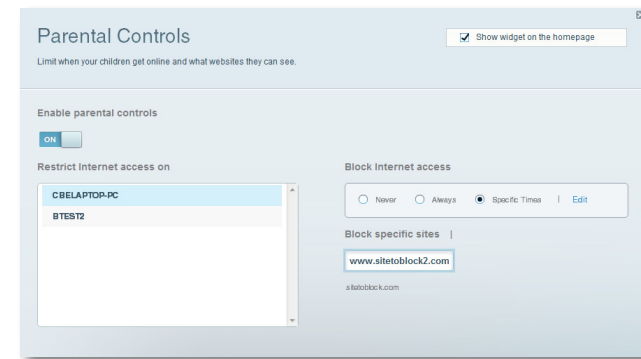 Parental Controls
Show widget on the homepage
Limit when your children get online and what websites they can see.
Enable parental controls
ON
Restrict Internet access on
CBELAPTOP-PC
BTEST2
Block Internet access
Never Always Specific Times | Edit
Block specific sites |
www.sitetoblock2.com
sitetoblock.com